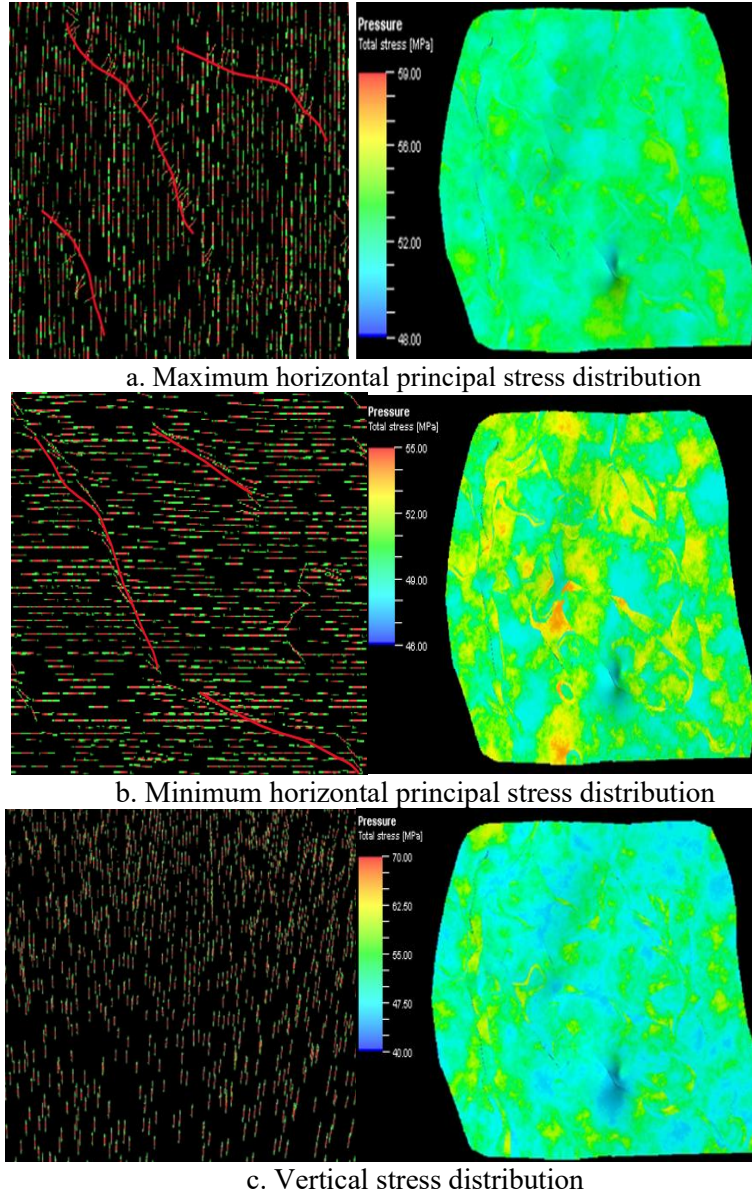 Pressure
Total stress [MPa]
59.00
56.00
52.00
48.00
a. Maximum horizontal principal stress distribution
Pressure
Total stress [MPa]
55.00
52.00
49.00
46.00
b. Minimum horizontal principal stress distribution
Pressure
Total stress [MPa]
70.00
62.50
55.00
47.50
40.00
c. Vertical stress distribution